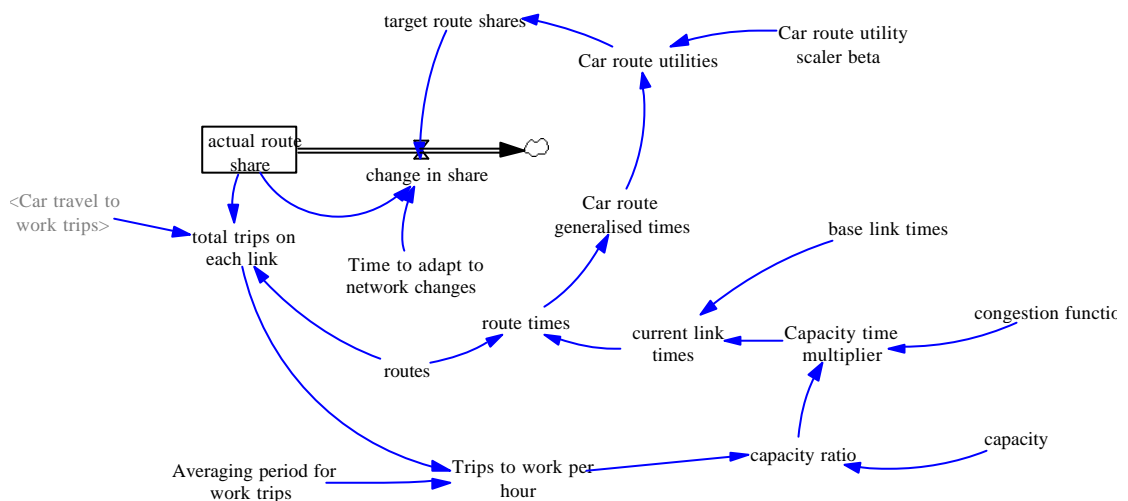 target route shares
Car route utility
scaler beta
Car route utilities
actual route
share
change in share
<Car travel to
work trips>
total trips on
each link
Car route
generalised times
base link times
Time to adapt to
network changes
route times
current link
times
Capacity time
multiplier
congestion functio
routes
capacity
capacity ratio
Averaging period for
work trips
Trips to work per
hour